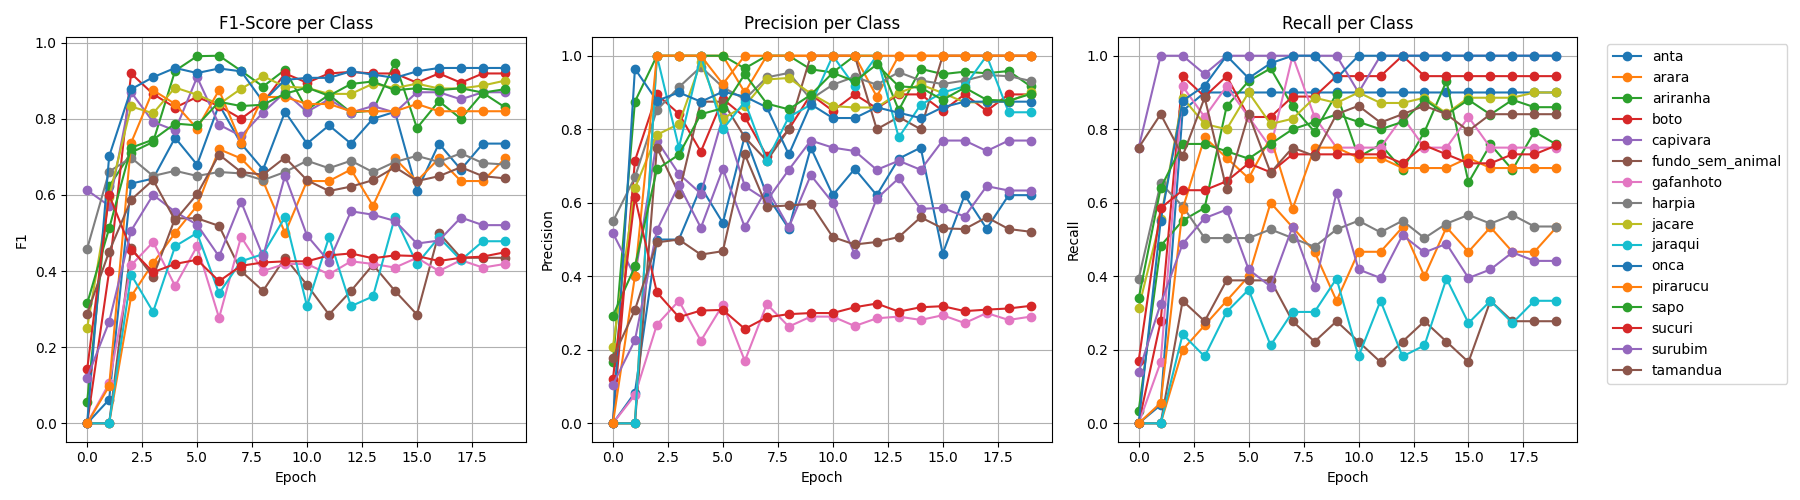 F1-Score per Class
1.0
0.8
0.6
0.4
0.2
0.0
F1
0.0 2.5 5.0 7.5 10.0 12.5 15.0 17.5
Epoch
Precision per Class
1.0
0.8
0.6
0.4
0.2
0.0
Precision
0.0 2.5 5.0 7.5 10.0 12.5 15.0 17.5
Epoch
Recall per Class
1.0
0.8
0.6
0.4
0.2
0.0
Recall
0.0 2.5 5.0 7.5 10.0 12.5 15.0 17.5
Epoch
anta
arara
ariranha
boto
capivara
fundo_sem_animal
gafanhoto
harpia
jacare
jaraqui
onca
pirarucu
sapo
sucuri
surubim
tamandua